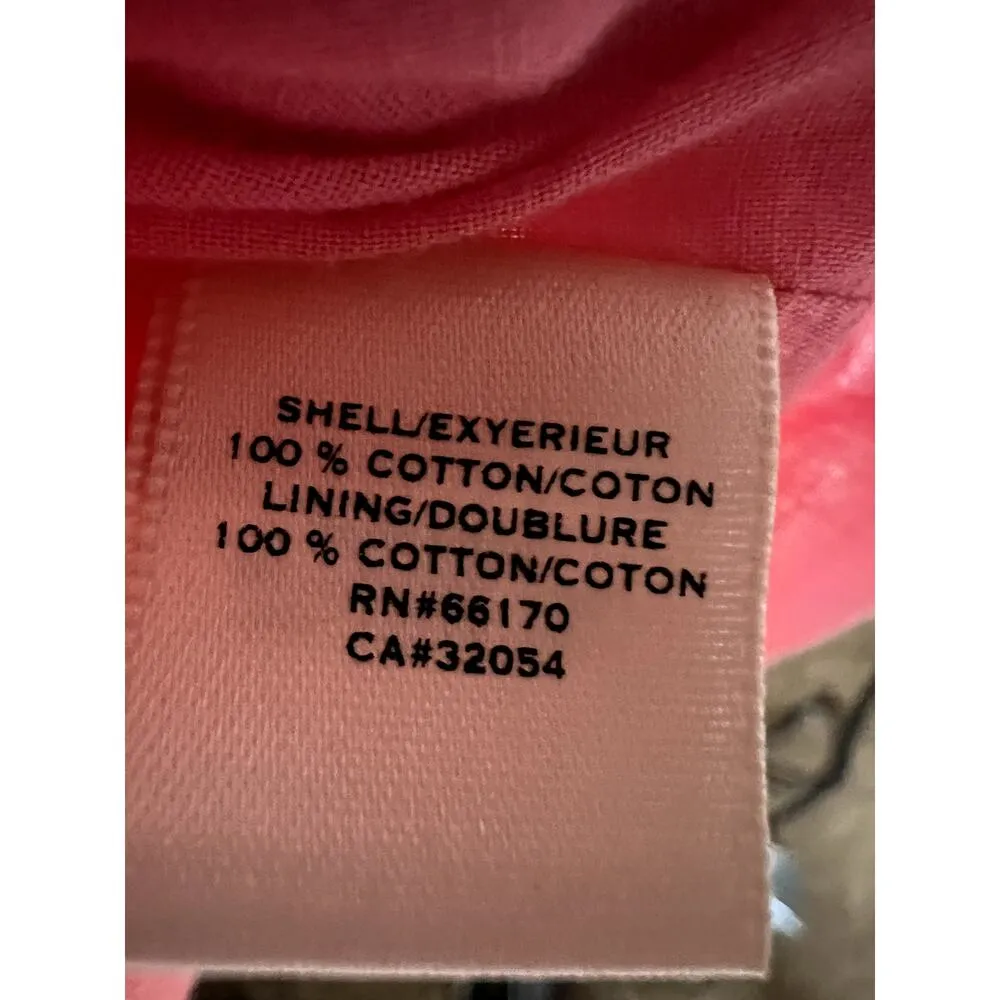 SHELL/EXYERIEUR
100 % COTTON/COTON
LINING/DOUBLURE
100 % COTTON/COTON
RN#66170
CA#32054